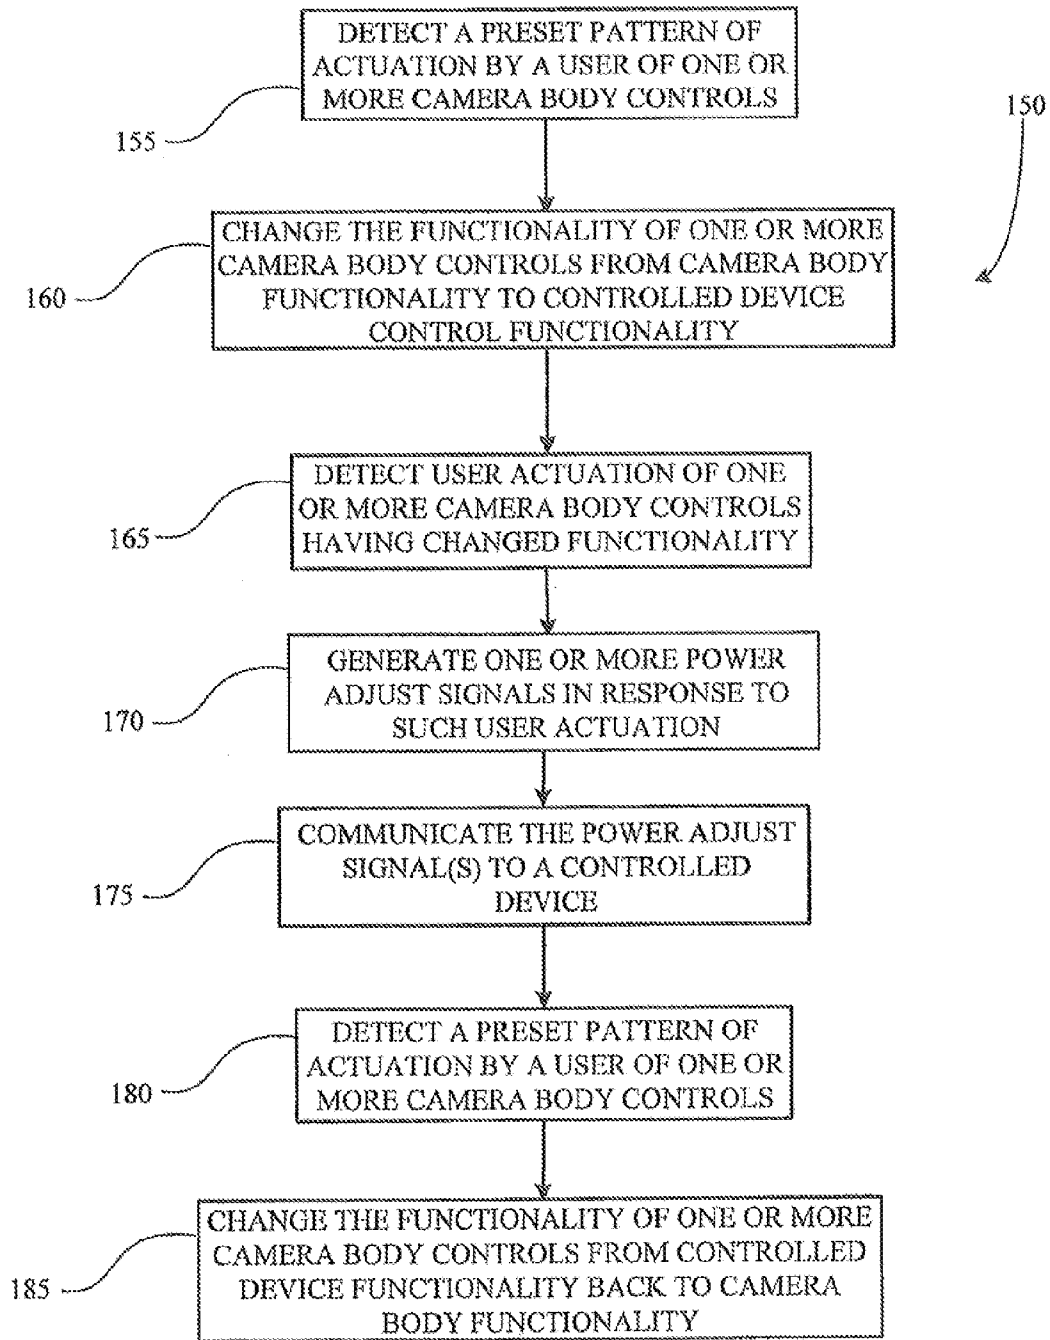 DETECT A PRESET PATTERN OF
ACTUATION BY A USER OF ONE OR
MORE CAMERA BODY CONTROLS
155
150
CHANGE THE FUNCTIONALITY OF ONE OR MORE
CAMERA BODY CONTROLS FROM CAMERA BODY
FUNCTIONALITY TO CONTROLLED DEVICE
CONTROL FUNCTIONALITY
160
DETECT USER ACTUATION OF ONE
OR MORE CAMERA BODY CONTROLS
HAVING CHANGED FUNCTIONALITY
165
GENERATE ONE OR MORE POWER
ADJUST SIGNALS IN RESPONSE TO
SUCH USER ACTUATION
170
COMMUNICATE THE POWER ADJUST
SIGNAL(S) TO A CONTROLLED
DEVICE
175
DETECT A PRESET PATTERN OF
ACTUATION BY A USER OF ONE OR
MORE CAMERA BODY CONTROLS
180
CHANGE THE FUNCTIONALITY OF ONE OR MORE
CAMERA BODY CONTROLS FROM CONTROLLED
DEVICE FUNCTIONALITY BACK TO CAMERA
BODY FUNCTIONALITY
185